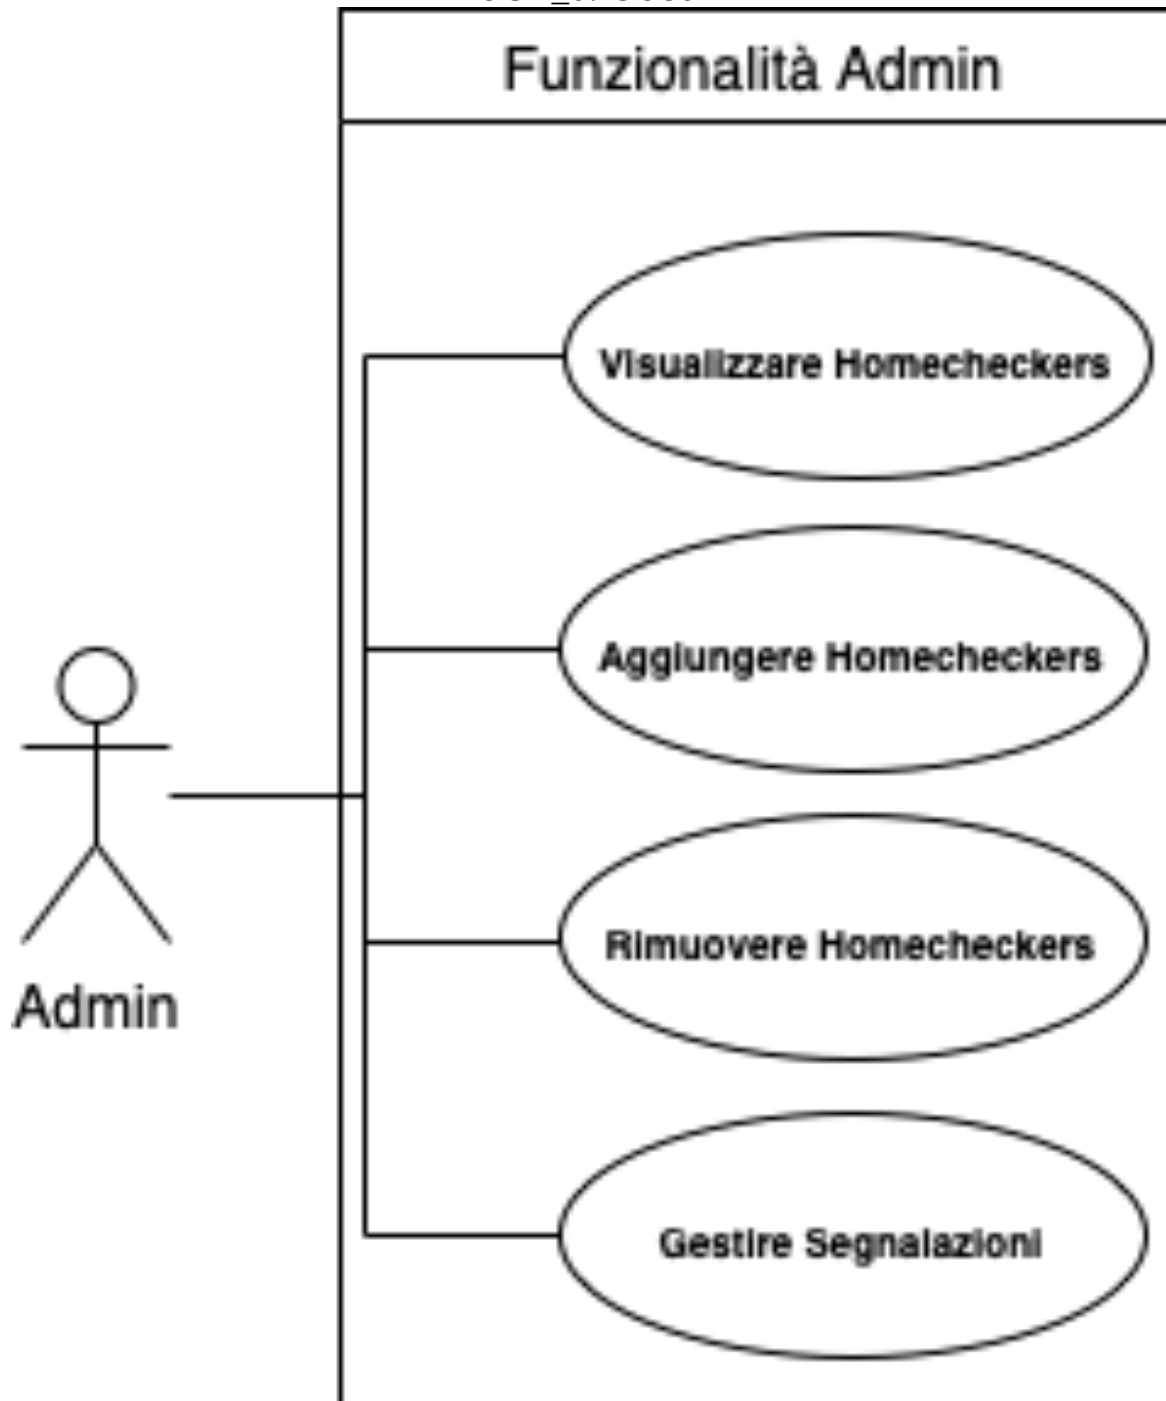 Funzionalità Admin
Visualizzare Homecheckers
Aggiungere Homecheckers
Rimuovere Homecheckers
Admin
Gestire Segnalazioni